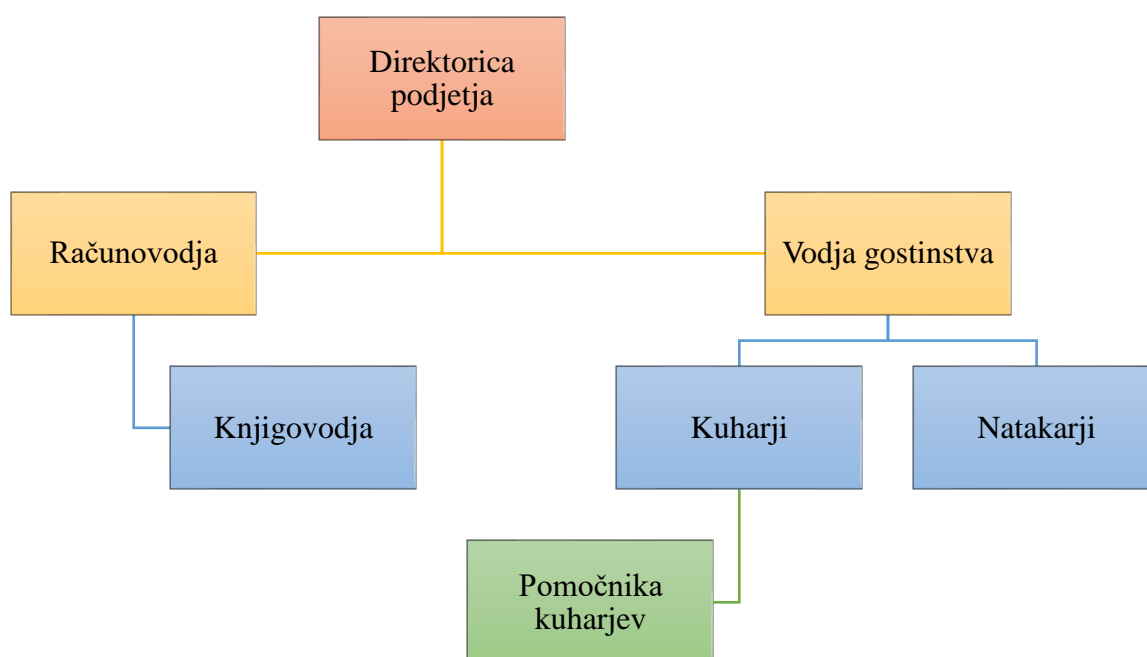 Direktorica
podjetja
Računovodja
Vodja gostinstva
Knjigovodja
Kuharji
Natakarji
Pomočnika
kuharjev